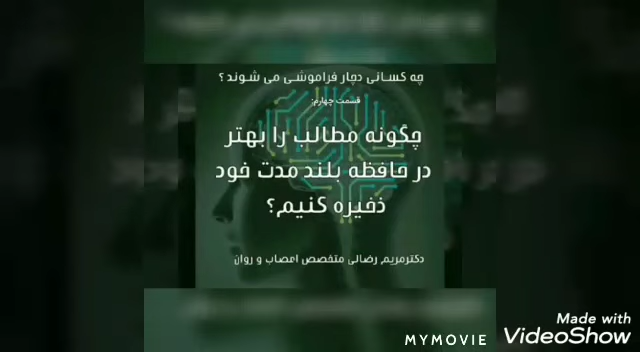 چه کسانی دچار فراموشی می شوند؟
قسمت چهارم:
چگونه مطالب را بهتر
در حافظه بلند مدت خود
ذخیره کنیم؟
دکترمریم رضائی متخصص اعصاب و روان
Made with
MYMOVIE VideoShow